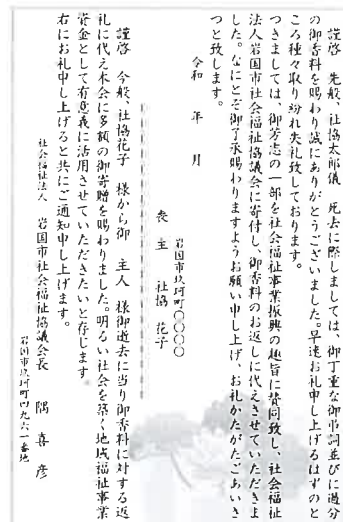 謹啓　先般、社協太郎儀　死去に際しましては、御丁重な御弔詞並びに過分
の御香料を賜わり誠にありがとうございました。早速お礼申し上げるはずのと
ころ種々取り紛れ失礼致しております。
つきましては、御芳志の一部を社会福祉事業振興の趣旨に賛同致し、社会福祉
法人岩国市社会福祉協議会に寄付し、御香料のお返しに代えさせていただきま
した。なにとぞ御了承賜わりますようお願い申し上げ、お礼かたがたごあいさ
つと致します。
令和　年　月
岩国市玖珂町〇〇〇〇
喪主　社協　花子
謹啓　今般、社協花子　様から御　主人　様御逝去に当り御香料に対する返
礼に代え本会に多額の御寄贈を賜わりました。明るい社会を築く地域福祉事業
資金として有意義に活用させていただきたいと存じます。
右にお礼申し上げると共にご通知申し上げます。
社会福祉法人　岩国市社会福祉協議会長　隅　喜彦
岩国市玖珂町四九六一番地